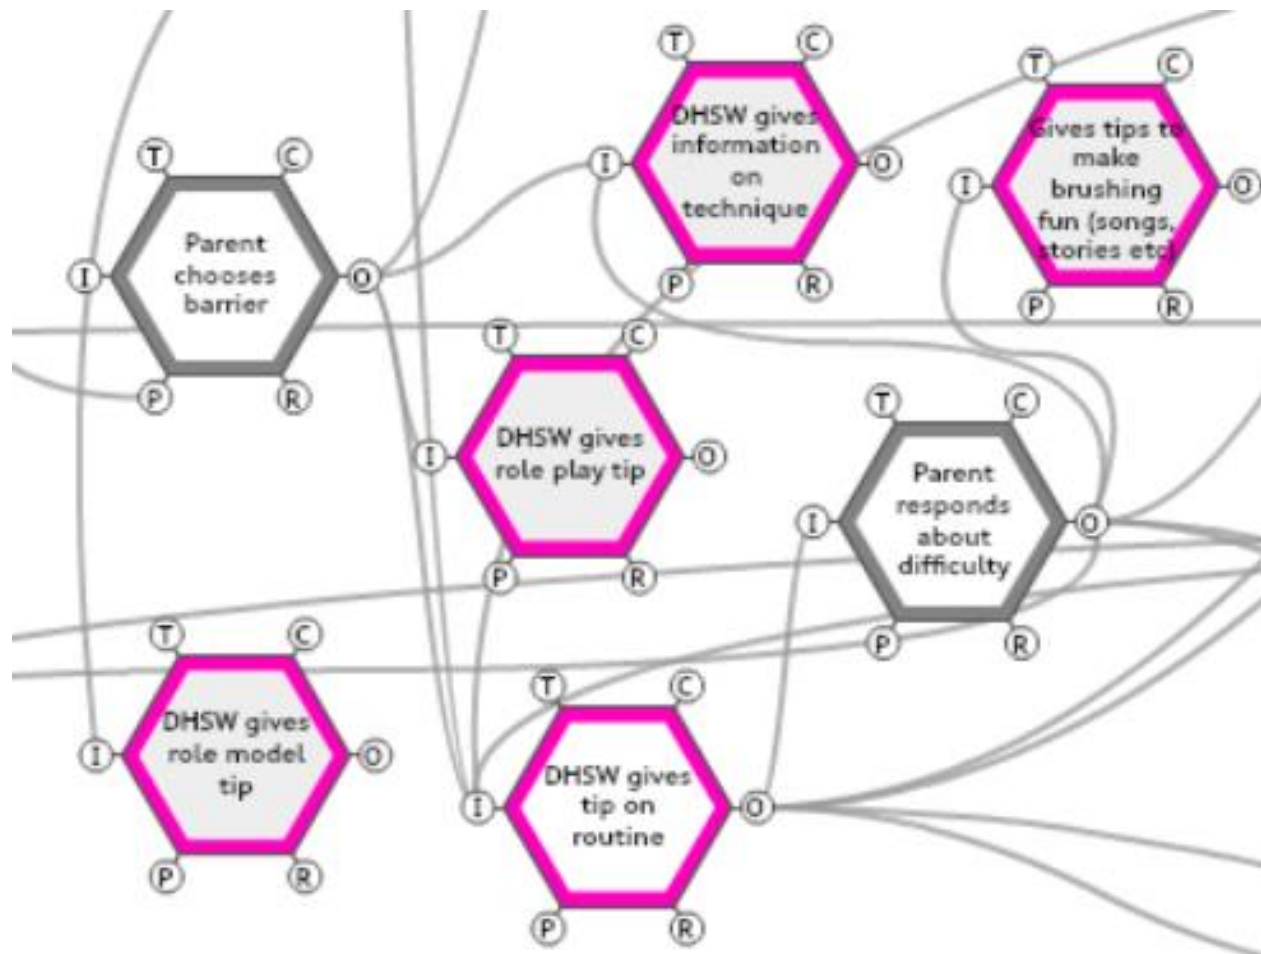 T
C
DHSW gives
information
on
technique
I
O
P
R
T
C
Gives tips to
make
brushing
fun (songs,
stories etc)
I
O
P
R
T
C
Parent
chooses
barrier
I
O
P
R
T
C
DHSW gives
role play tip
I
O
P
R
T
C
Parent
responds
about
difficulty
I
O
P
R
T
C
DHSW gives
role model
tip
I
O
P
R
T
C
DHSW gives
tip on
routine
I
O
P
R